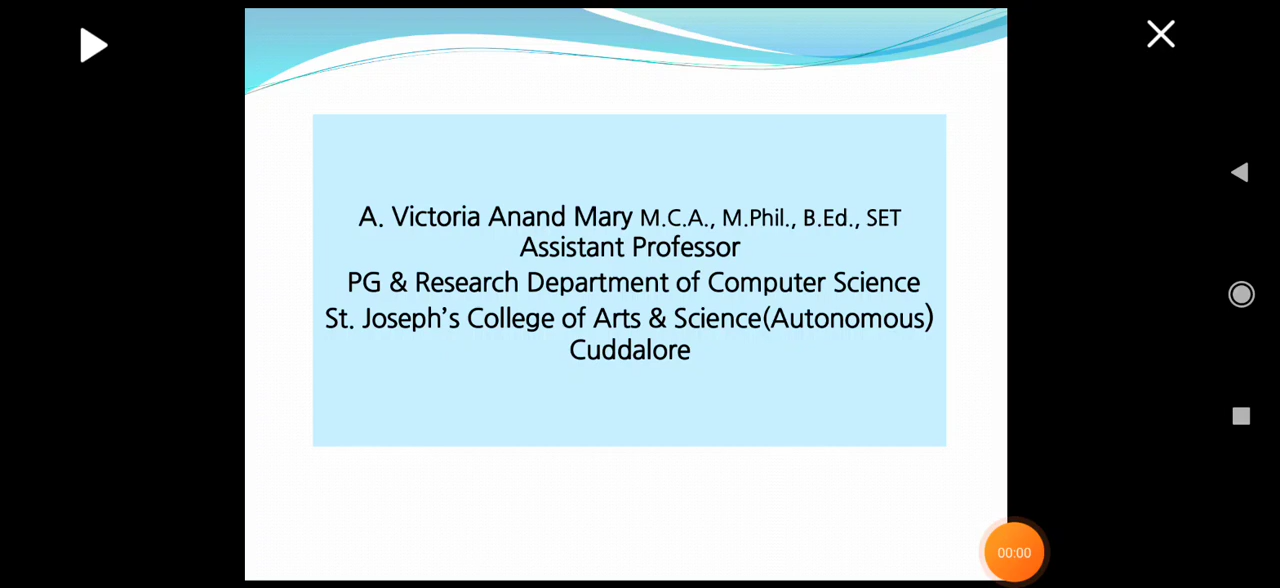 A. Victoria Anand Mary M.C.A., M.Phil., B.Ed., SET
Assistant Professor
PG & Research Department of Computer Science
St. Joseph’s College of Arts & Science(Autonomous)
Cuddalore
00:00